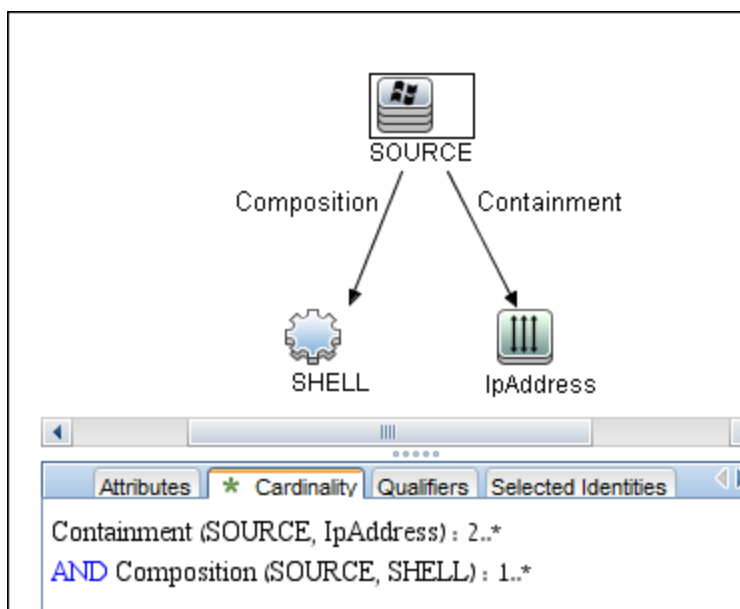 SOURCE
Composition
Containment
SHELL
IpAddress
Attributes
* Cardinality
Qualifiers
Selected Identities
Containment (SOURCE, IpAddress) : 2..*
AND Composition (SOURCE, SHELL) : 1..*